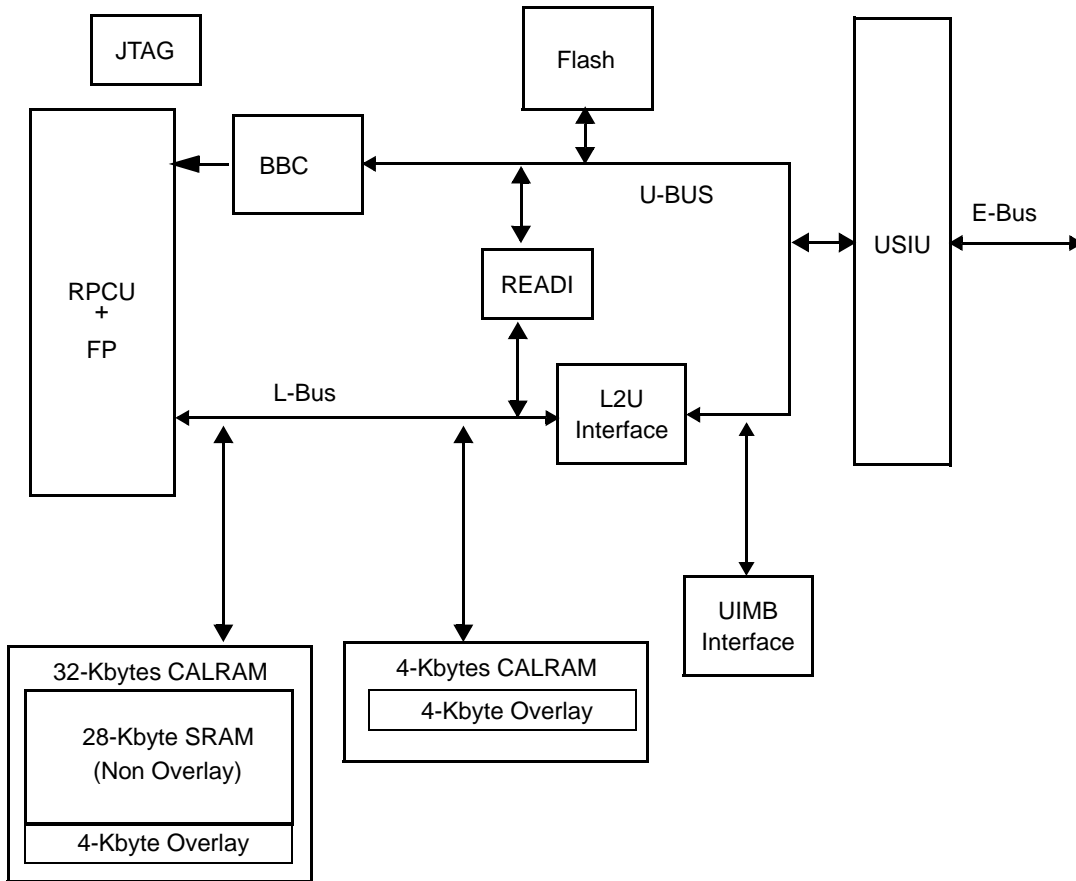 JTAG
Flash
BBC
U-BUS
E-Bus
USIU
READI
RPCU
+
FP
L-Bus
L2U
Interface
UIMB
Interface
32-Kbytes CALRAM
28-Kbyte SRAM
(Non Overlay)
4-Kbyte Overlay
4-Kbytes CALRAM
4-Kbyte Overlay